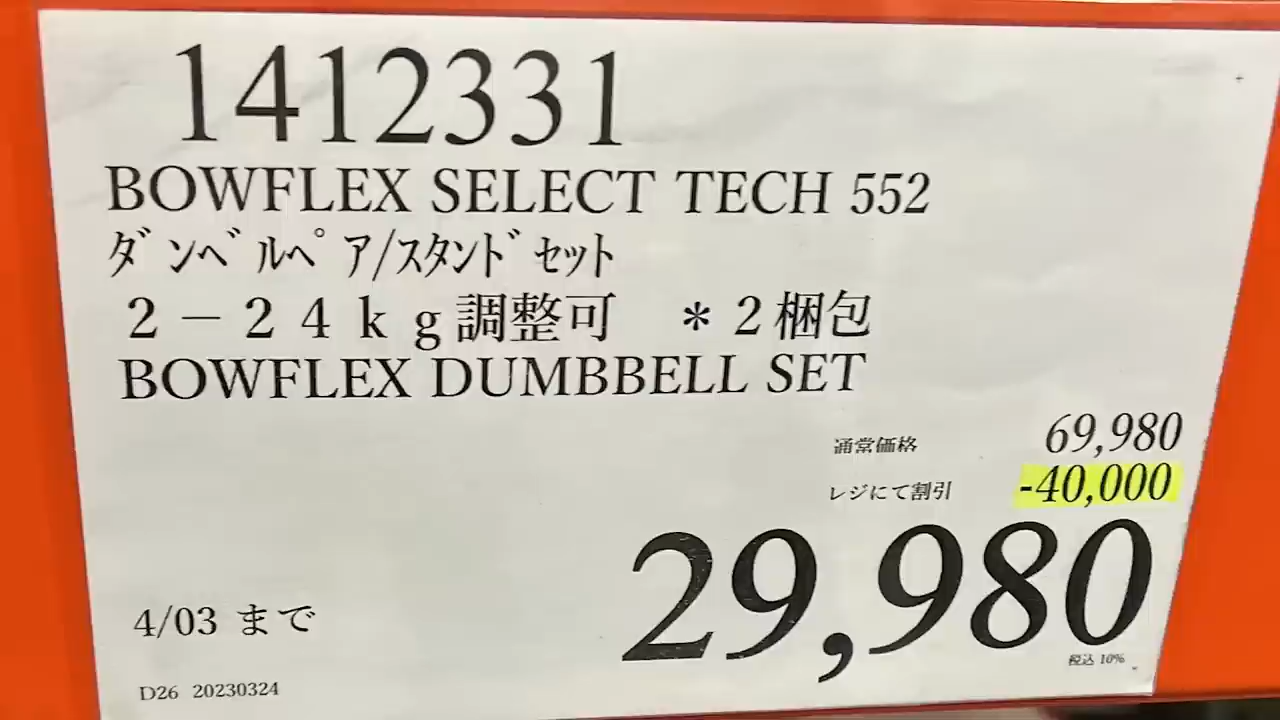 1412331
BOWFLEX SELECT TECH 552
ﾀﾞﾝﾍﾞﾙﾍﾟｱ/ｽﾀﾝﾄﾞｾｯﾄ
２－２４ｋｇ調整可　＊２梱包
BOWFLEX DUMBBELL SET
通常価格 69,980
レジにて割引 -40,000
29,980
税込 10%
4/03 まで
D26 20230324